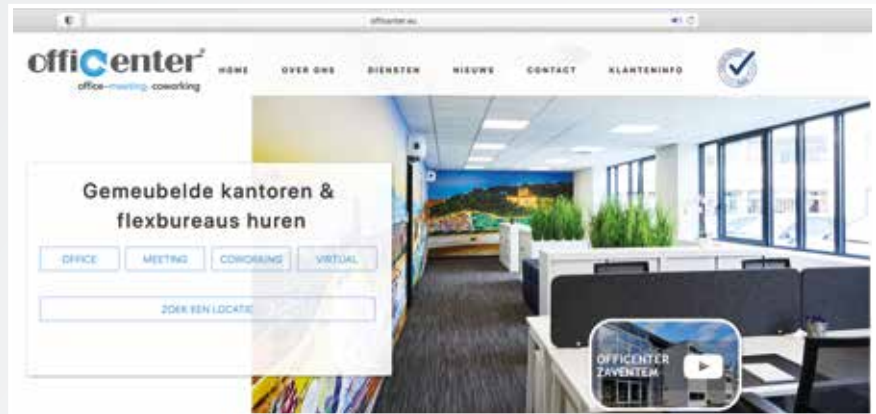 officenter.eu
officenter
office-meeting-coworking
HOME OVER ONS DIENSTEN NIEUWS CONTACT KLANTENINFO
Gemeubelde kantoren &
flexbureaus huren
OFFICE MEETING COWORKING VIRTUAL
ZOEK EEN LOCATIE
OFFICENTER
ZAVENTEM